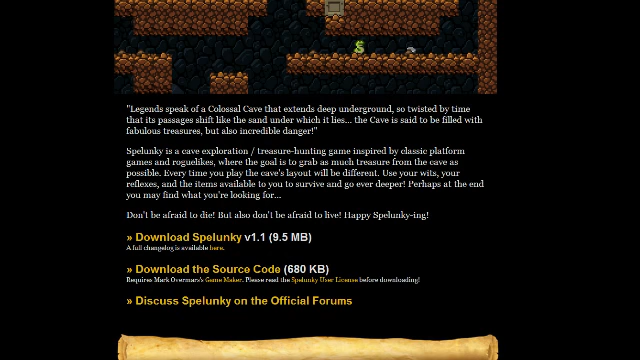 "Legends speak of a Colossal Cave that extends deep underground, so twisted by time
that its passages shift like the sand under which it lies... the Cave is said to be filled with
fabulous treasures, but also incredible danger!"
Spelunky is a cave exploration / treasure-hunting game inspired by classic platform
games and roguelikes, where the goal is to grab as much treasure from the cave as
possible. Every time you play the cave's layout will be different. Use your wits, your
reflexes, and the items available to you to survive and go ever deeper! Perhaps at the end
you may find what you're looking for...
Don't be afraid to die! But also don't be afraid to live! Happy Spelunky-ing!
» Download Spelunky v1.1 (9.5 MB)
A full changelog is available here.
» Download the Source Code (680 KB)
Requires Mark Overmars's Game Maker. Please read the Spelunky User License before downloading!
» Discuss Spelunky on the Official Forums